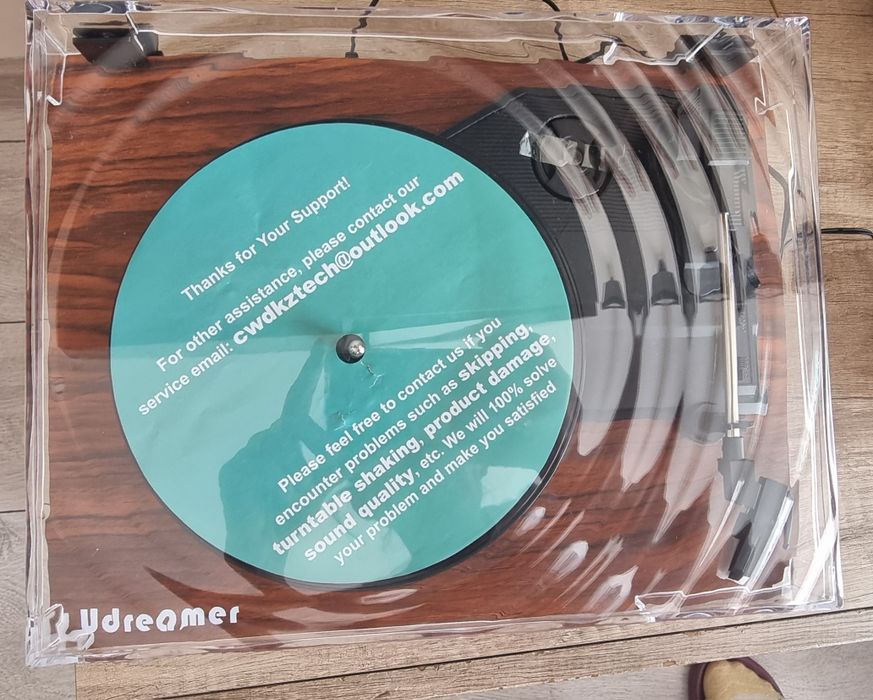 Thanks for Your Support!
For other assistance, please contact our
service email: cwdkztech@outlook.com
Please feel free to contact us if you
encounter problems such as skipping,
turntable shaking, product damage,
sound quality, etc. We will 100% solve
your problem and make you satisfied
Udreamer